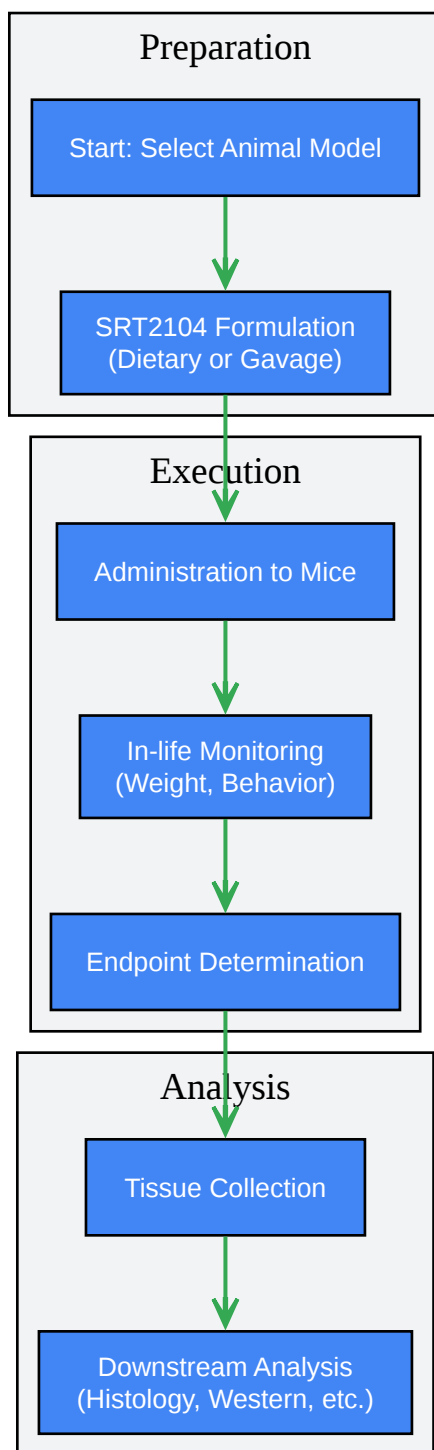 Preparation
Start: Select Animal Model
SRT2104 Formulation
(Dietary or Gavage)
Execution
Administration to Mice
In-life Monitoring
(Weight, Behavior)
Endpoint Determination
Analysis
Tissue Collection
Downstream Analysis
(Histology, Western, etc.)